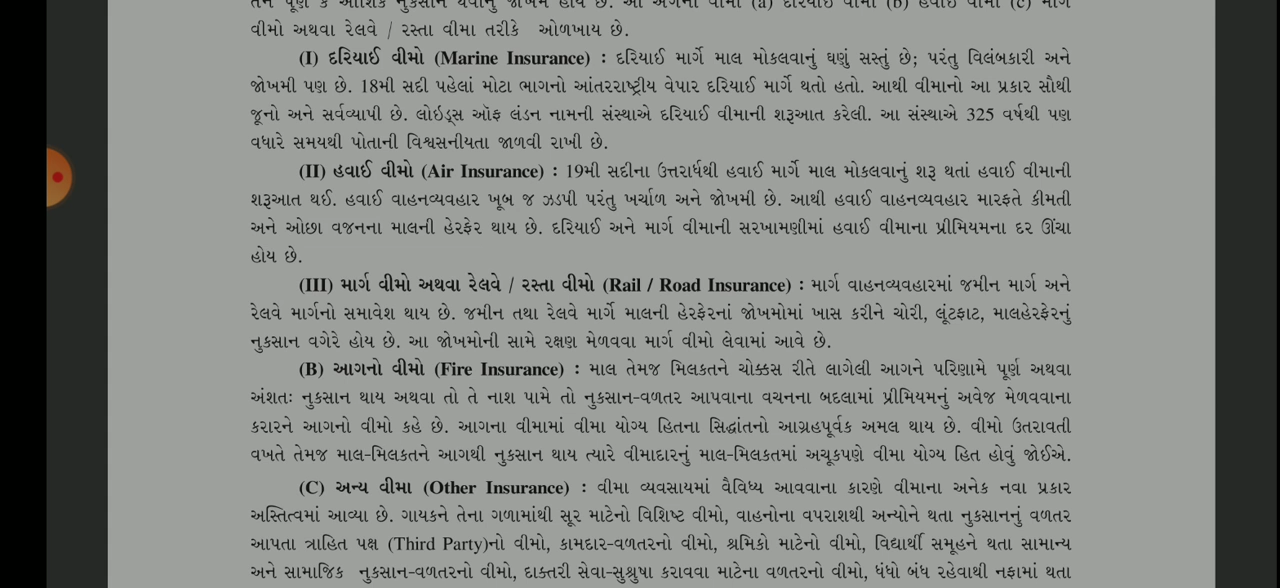 તેને પૂર્ણ કે આંશિક નુકસાન થવાનું જોખમ હોય છે. આ અંગેની વીમો (a) દરિયાઈ વીમો (b) હવાઈ વીમો (c) માર્ગ
વીમો અથવા રેલવે / રસ્તા વીમા તરીકે ઓળખાય છે.
(I) દરિયાઈ વીમો (Marine Insurance) : દરિયાઈ માર્ગે માલ મોકલવાનું ઘણું સસ્તું છે; પરંતુ વિલંબકારી અને
જોખમી પણ છે. 18મી સદી પહેલાં મોટા ભાગનો આંતરરાષ્ટ્રીય વેપાર દરિયાઈ માર્ગે થતો હતો. આથી વીમાનો આ પ્રકાર સૌથી
જૂનો અને સર્વવ્યાપી છે. લોઇડ્સ ઑફ લંડન નામની સંસ્થાએ દરિયાઈ વીમાની શરૂઆત કરેલી. આ સંસ્થાએ 325 વર્ષથી પણ
વધારે સમયથી પોતાની વિશ્વસનીયતા જાળવી રાખી છે.
(II) હવાઈ વીમો (Air Insurance) : 19મી સદીના ઉત્તરાર્ધથી હવાઈ માર્ગે માલ મોકલવાનું શરૂ થતાં હવાઈ વીમાની
શરૂઆત થઈ. હવાઈ વાહનવ્યવહાર ખૂબ જ ઝડપી પરંતુ ખર્ચાળ અને જોખમી છે. આથી હવાઈ વાહનવ્યવહાર મારફતે કીમતી
અને ઓછા વજનના માલની હેરફેર થાય છે. દરિયાઈ અને માર્ગ વીમાની સરખામણીમાં હવાઈ વીમાના પ્રીમિયમના દર ઊંચા
હોય છે.
(III) માર્ગ વીમો અથવા રેલવે / રસ્તા વીમો (Rail / Road Insurance) : માર્ગ વાહનવ્યવહારમાં જમીન માર્ગ અને
રેલવે માર્ગનો સમાવેશ થાય છે. જમીન તથા રેલવે માર્ગે માલની હેરફેરનાં જોખમોમાં ખાસ કરીને ચોરી, લૂંટફાટ, માલહેરફેરનું
નુકસાન વગેરે હોય છે. આ જોખમોની સામે રક્ષણ મેળવવા માર્ગ વીમો લેવામાં આવે છે.
(B) આગનો વીમો (Fire Insurance) : માલ તેમજ મિલકતને ચોક્કસ રીતે લાગેલી આગને પરિણામે પૂર્ણ અથવા
અંશતઃ નુકસાન થાય અથવા તો તે નાશ પામે તો નુકસાન-વળતર આપવાના વચનના બદલામાં પ્રીમિયમનું અવેજ મેળવવાના
કરારને આગનો વીમો કહે છે. આગના વીમામાં વીમા યોગ્ય હિતના સિદ્ધાંતનો આગ્રહપૂર્વક અમલ થાય છે. વીમો ઉતરાવતી
વખતે તેમજ માલ-મિલકતને આગથી નુકસાન થાય ત્યારે વીમાદારનું માલ-મિલકતમાં અચૂકપણે વીમા યોગ્ય હિત હોવું જોઈએ.
(C) અન્ય વીમા (Other Insurance) : વીમા વ્યવસાયમાં વૈવિધ્ય આવવાના કારણે વીમાના અનેક નવા પ્રકાર
અસ્તિત્વમાં આવ્યા છે. ગાયકને તેના ગળામાંથી સૂર માટેનો વિશિષ્ટ વીમો, વાહનોના વપરાશથી અન્યોને થતા નુકસાનનું વળતર
આપતા ત્રાહિત પક્ષ (Third Party)નો વીમો, કામદાર-વળતરનો વીમો, શ્રમિકો માટેનો વીમો, વિદ્યાર્થી સમૂહને થતા સામાન્ય
અને સામાજિક નુકસાન-વળતરનો વીમો, દાક્તરી સેવા-સુશ્રુષા કરાવવા માટેના વળતરનો વીમો, ધંધો બંધ રહેવાથી નફામાં થતા